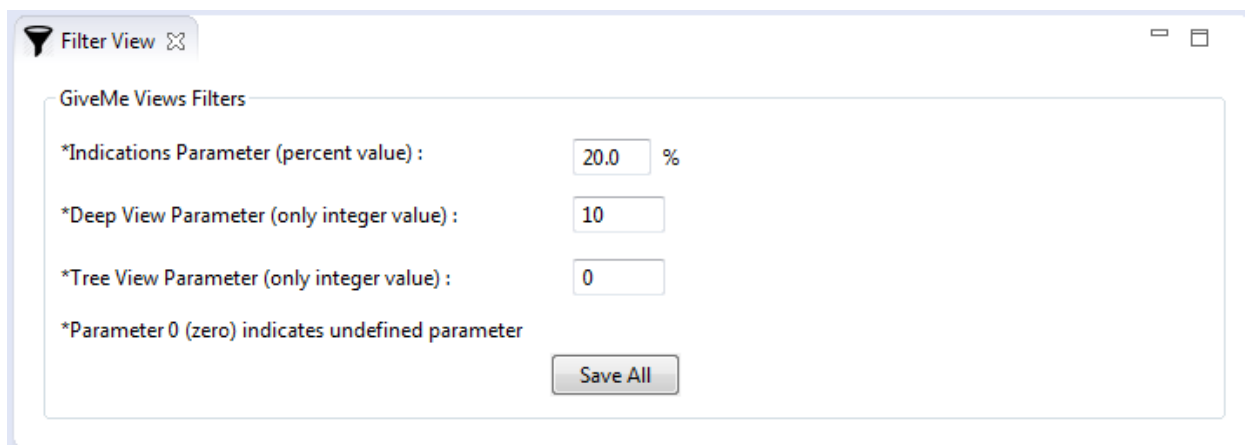 Filter View
GiveMe Views Filters
*Indications Parameter (percent value) : 20.0 %
*Deep View Parameter (only integer value) : 10
*Tree View Parameter (only integer value) : 0
*Parameter 0 (zero) indicates undefined parameter
Save All